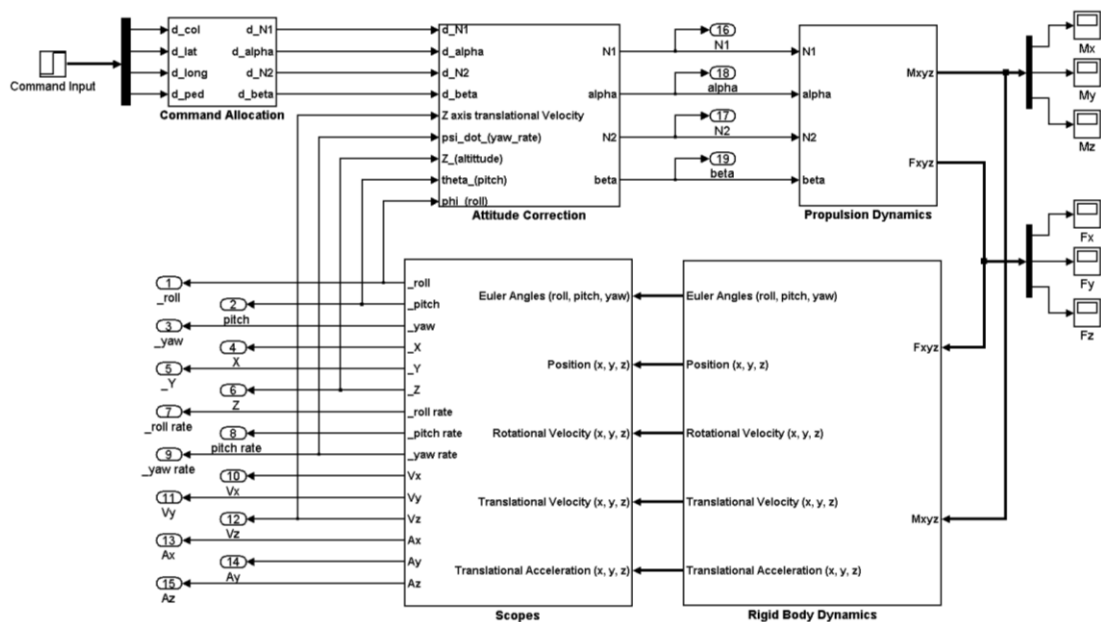 Command Input
d_col
d_lat
d_long
d_ped
d_N1
d_alpha
d_N2
d_beta
Command Allocation
d_N1
d_alpha
d_N2
d_beta
Z axis translational Velocity
psi_dot_(yaw_rate)
Z_(altittude)
theta_(pitch)
phi_(roll)
N1
alpha
N2
beta
Attitude Correction
16
N1
18
alpha
17
N2
19
beta
N1
alpha
N2
beta
Mxyz
Fxyz
Propulsion Dynamics
Mx
My
Mz
Fx
Fy
Fz
1
_roll
2
pitch
3
_yaw
4
X
5
_Y
6
Z
7
_roll rate
8
pitch rate
9
_yaw rate
10
Vx
11
Vy
12
Vz
13
Ax
14
Ay
15
Az
_roll
_pitch
_yaw
_X
_Y
_Z
_roll rate
_pitch rate
_yaw rate
Vx
Vy
Vz
Ax
Ay
Az
Euler Angles (roll, pitch, yaw)
Position (x, y, z)
Rotational Velocity (x, y, z)
Translational Velocity (x, y, z)
Translational Acceleration (x, y, z)
Scopes
Euler Angles (roll, pitch, yaw)
Position (x, y, z)
Rotational Velocity (x, y, z)
Translational Velocity (x, y, z)
Translational Acceleration (x, y, z)
Fxyz
Mxyz
Rigid Body Dynamics